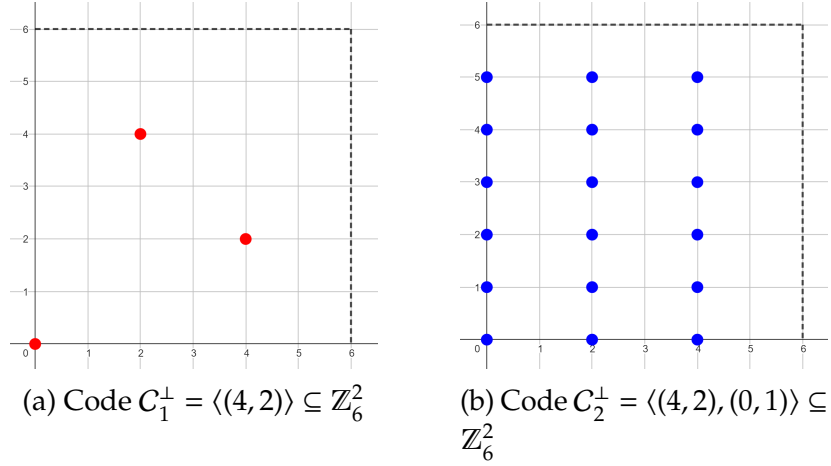 6
5
4
3
2
1
0 1 2 3 4 5 6
(a) Code 𝒞₁^⊥ = ⟨(4, 2)⟩ ⊆ ℤ₆²
6
5
4
3
2
1
0 1 2 3 4 5 6
(b) Code 𝒞₂^⊥ = ⟨(4, 2), (0, 1)⟩ ⊆
ℤ₆²